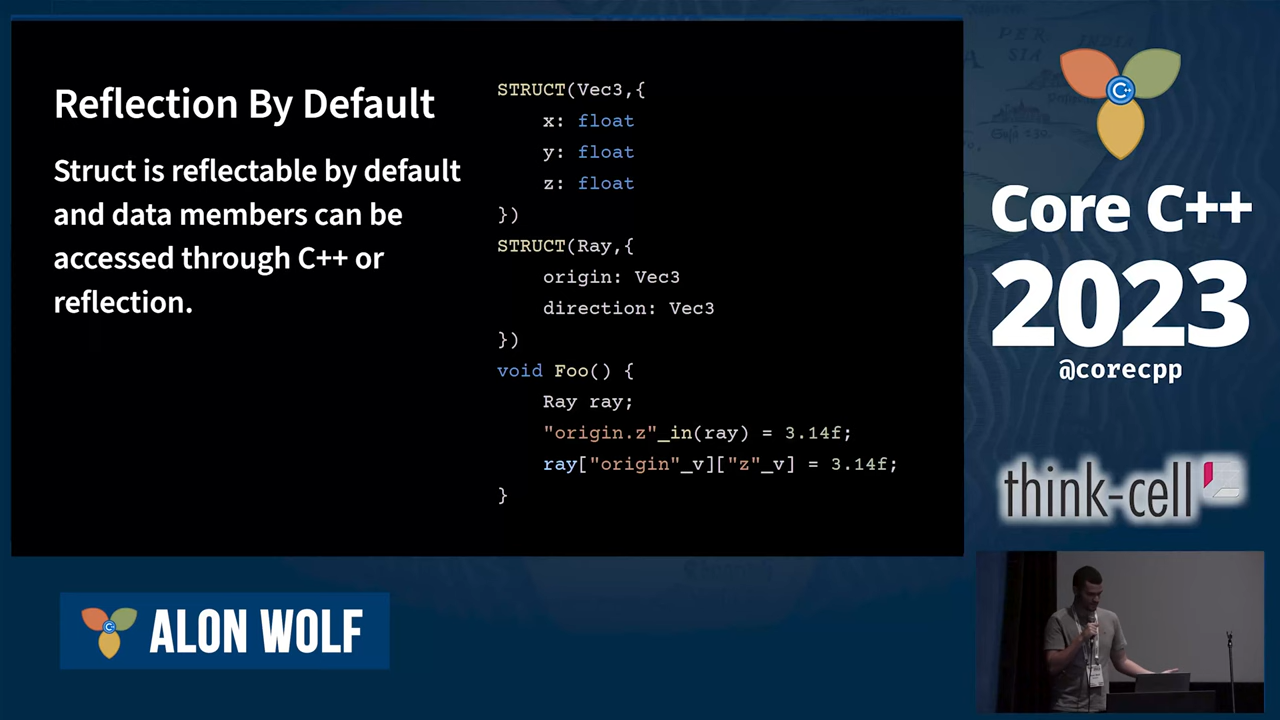 Reflection By Default
Struct is reflectable by default
and data members can be
accessed through C++ or
reflection.
STRUCT(Vec3,{
    x: float
    y: float
    z: float
})
STRUCT(Ray,{
    origin: Vec3
    direction: Vec3
})
void Foo() {
    Ray ray;
    "origin.z"_in(ray) = 3.14f;
    ray["origin"_v]["z"_v] = 3.14f;
}
C++
Core C++
2023
@corecpp
think-cell
C++
ALON WOLF